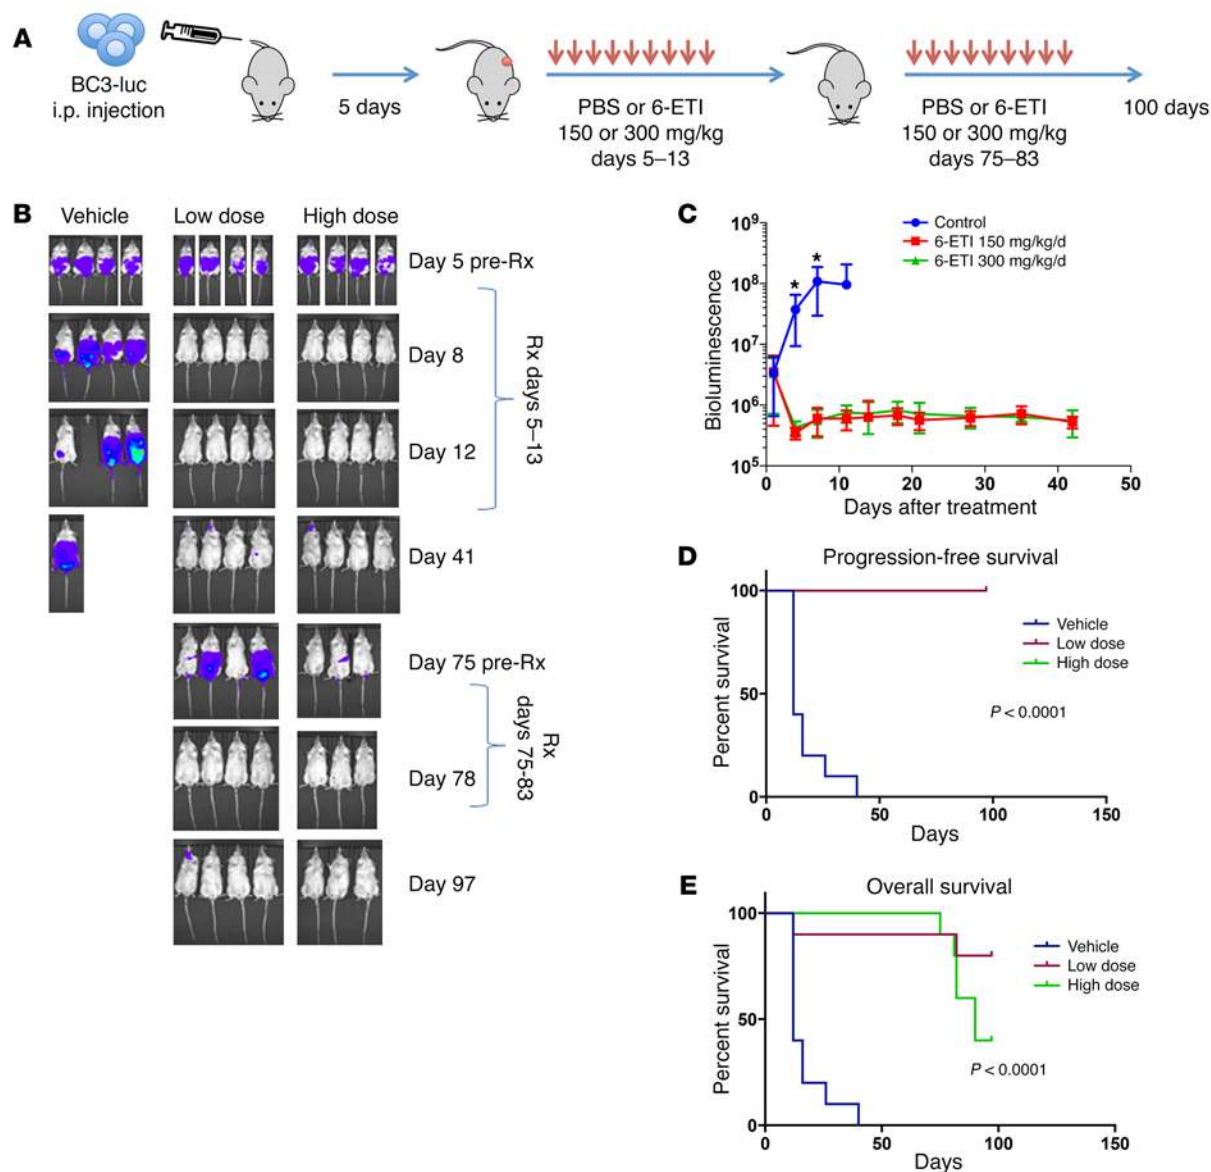 A
BC3-luc
i.p. injection
5 days
PBS or 6-ETI
150 or 300 mg/kg
days 5–13
PBS or 6-ETI
150 or 300 mg/kg
days 75–83
100 days
B
Vehicle
Low dose
High dose
Day 5 pre-Rx
Day 8
Day 12
Rx days 5–13
Day 41
Day 75 pre-Rx
Rx
days 75-83
Day 78
Day 97
C
Control
6-ETI 150 mg/kg/d
6-ETI 300 mg/kg/d
Bioluminescence
10⁹
10⁸
10⁷
10⁶
10⁵
* *
0 10 20 30 40 50
Days after treatment
D
Progression-free survival
Percent survival
100
50
0
Vehicle
Low dose
High dose
P < 0.0001
0 50 100 150
Days
E
Overall survival
Percent survival
100
50
0
Vehicle
Low dose
High dose
P < 0.0001
0 50 100 150
Days